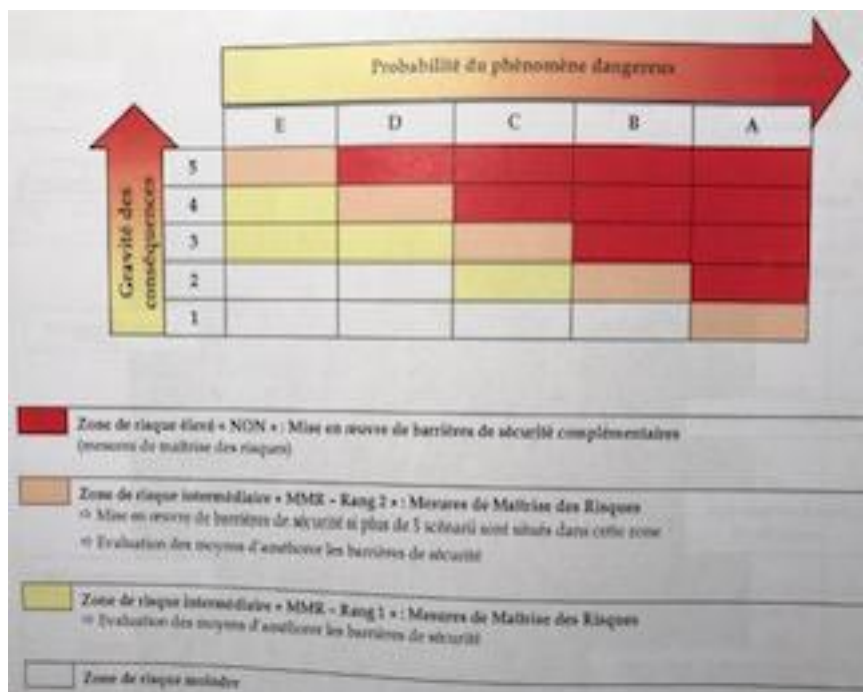 Probabilité du phénomène dangereux
E D C B A
Gravité des
conséquences
5
4
3
2
1
Zone de risque élevé « NON » : Mise en œuvre de barrières de sécurité complémentaires
(mesures de maîtrise des risques)
Zone de risque intermédiaire « MMR – Rang 2 » : Mesures de Maîtrise des Risques
⇨ Mise en œuvre de barrières de sécurité si plus de 5 scénarii sont situés dans cette zone
⇨ Evaluation des moyens d'améliorer les barrières de sécurité
Zone de risque intermédiaire « MMR – Rang 1 » : Mesures de Maîtrise des Risques
⇨ Evaluation des moyens d'améliorer les barrières de sécurité
Zone de risque moindre